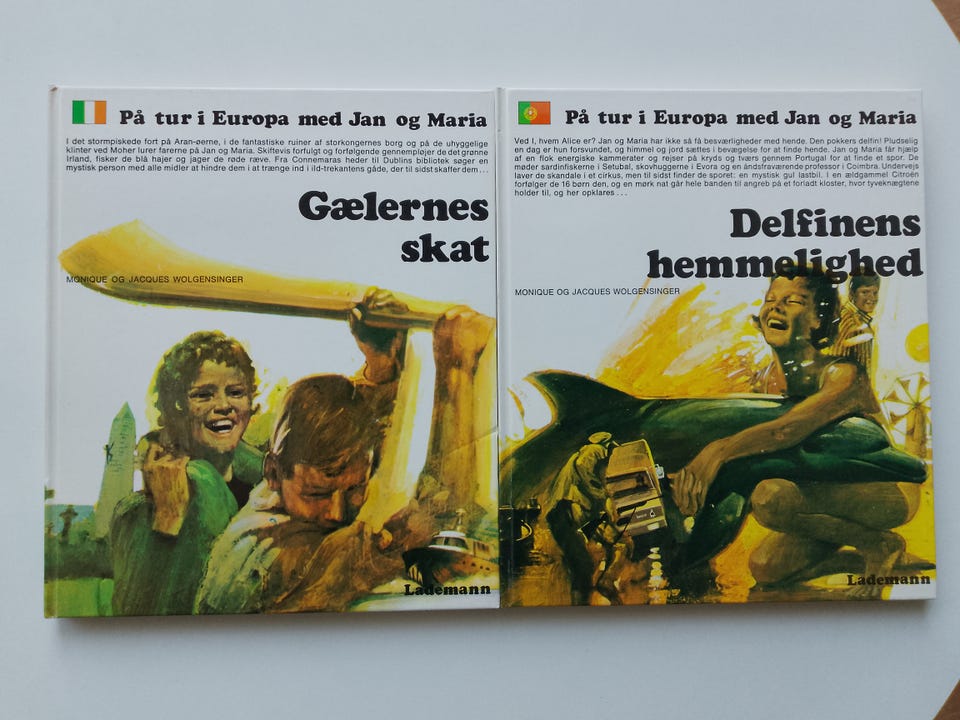 På tur i Europa med Jan og Maria
I det stormpiskede fort på Aran-øerne, i de fantastiske ruiner af storkongernes borg og på de uhyggelige
klinter ved Moher lurer farerne på Jan og Maria. Skiftevis forfulgt og forfølgende gennempløjer de det grønne
Irland, fisker de blå hajer og jager de røde ræve. Fra Connemaras heder til Dublins bibliotek søger en
mystisk person med alle midler at hindre dem i at trænge ind i ild-trekantens gåde, der til sidst skaffer dem...
Gælernes
skat
MONIQUE OG JACQUES WOLGENSINGER
Lademann
På tur i Europa med Jan og Maria
Ved I, hvem Alice er? Jan og Maria har ikke så få besværligheder med hende. Den pokkers delfin! Pludselig
en dag er hun forsvundet, og himmel og jord sættes i bevægelse for at finde hende. Jan og Maria får hjælp
af en flok energiske kammerater og rejser på kryds og tværs gennem Portugal for at finde et spor. De
møder sardinfiskerne i Setubal, skovhuggerne i Evora og en åndsfraværende professor i Coimbra. Undervejs
laver de skandale i et cirkus, men til sidst finder de sporet: en mystisk gul lastbil. I en ældgammel Citroën
forfølger de 16 børn den, og en mørk nat går hele banden til angreb på et forladt kloster, hvor tyveknægtene
holder til, og her opklares...
Delfinens
hemmelighed
MONIQUE OG JACQUES WOLGENSINGER
Lademann